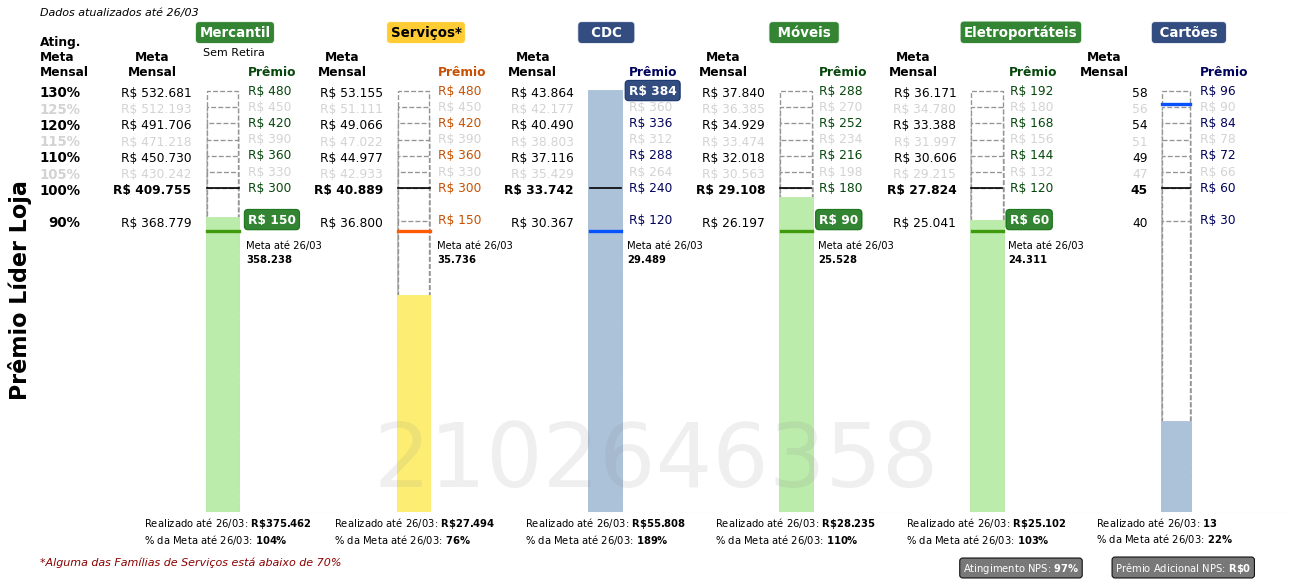 Dados atualizados até 26/03
Mercantil Serviços* CDC Móveis Eletroportáteis Cartões
Sem Retira
Ating. Meta Mensal
Meta Mensal Prêmio Meta Mensal Prêmio Meta Mensal Prêmio Meta Mensal Prêmio Meta Mensal Prêmio Meta Mensal Prêmio
130% R$ 532.681 R$ 480 R$ 53.155 R$ 480 R$ 43.864 R$ 384 R$ 37.840 R$ 288 R$ 36.171 R$ 192 58 R$ 96
125% R$ 512.193 R$ 450 R$ 51.111 R$ 450 R$ 42.177 R$ 360 R$ 36.385 R$ 270 R$ 34.780 R$ 180 56 R$ 90
120% R$ 491.706 R$ 420 R$ 49.066 R$ 420 R$ 40.490 R$ 336 R$ 34.929 R$ 252 R$ 33.388 R$ 168 54 R$ 84
115% R$ 471.218 R$ 390 R$ 47.022 R$ 390 R$ 38.803 R$ 312 R$ 33.474 R$ 234 R$ 31.997 R$ 156 51 R$ 78
110% R$ 450.730 R$ 360 R$ 44.977 R$ 360 R$ 37.116 R$ 288 R$ 32.018 R$ 216 R$ 30.606 R$ 144 49 R$ 72
105% R$ 430.242 R$ 330 R$ 42.933 R$ 330 R$ 35.429 R$ 264 R$ 30.563 R$ 198 R$ 29.215 R$ 132 47 R$ 66
100% R$ 409.755 R$ 300 R$ 40.889 R$ 300 R$ 33.742 R$ 240 R$ 29.108 R$ 180 R$ 27.824 R$ 120 45 R$ 60
90% R$ 368.779 R$ 150 R$ 36.800 R$ 150 R$ 30.367 R$ 120 R$ 26.197 R$ 90 R$ 25.041 R$ 60 40 R$ 30
Meta até 26/03 Meta até 26/03 Meta até 26/03 Meta até 26/03 Meta até 26/03
358.238 35.736 29.489 25.528 24.311
Prêmio Líder Loja
2102646358
Realizado até 26/03: R$375.462 Realizado até 26/03: R$27.494 Realizado até 26/03: R$55.808 Realizado até 26/03: R$28.235 Realizado até 26/03: R$25.102 Realizado até 26/03: 13
% da Meta até 26/03: 104% % da Meta até 26/03: 76% % da Meta até 26/03: 189% % da Meta até 26/03: 110% % da Meta até 26/03: 103% % da Meta até 26/03: 22%
*Alguma das Famílias de Serviços está abaixo de 70%
Atingimento NPS: 97% Prêmio Adicional NPS: R$0